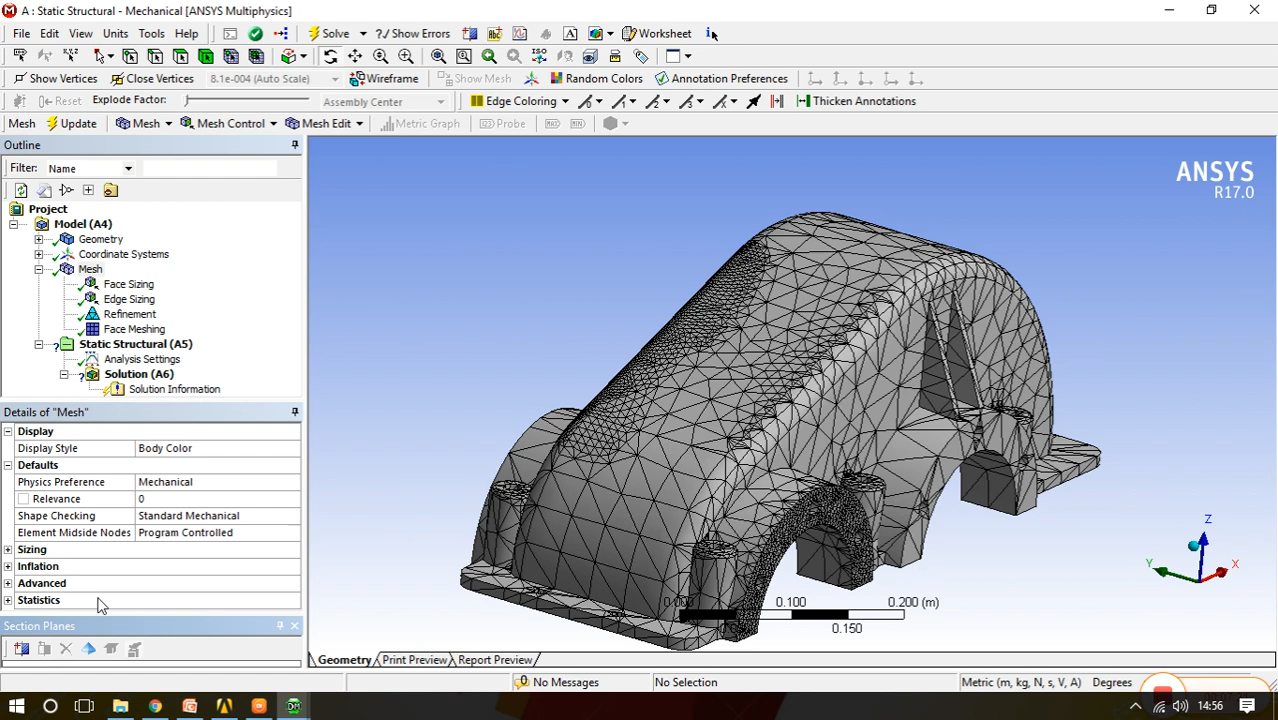 A : Static Structural - Mechanical [ANSYS Multiphysics]
File Edit View Units Tools Help Solve ?/ Show Errors Worksheet
Show Vertices Close Vertices 8.1e-004 (Auto Scale) Wireframe Show Mesh Random Colors Annotation Preferences
Reset Explode Factor: Assembly Center Edge Coloring Thicken Annotations
Mesh Update Mesh Mesh Control Mesh Edit Metric Graph Probe MAX MIN
Outline
Filter: Name
Project
Model (A4)
Geometry
Coordinate Systems
Mesh
Face Sizing
Edge Sizing
Refinement
Face Meshing
Static Structural (A5)
Analysis Settings
Solution (A6)
Solution Information
Details of "Mesh"
Display
Display Style Body Color
Defaults
Physics Preference Mechanical
Relevance 0
Shape Checking Standard Mechanical
Element Midside Nodes Program Controlled
Sizing
Inflation
Advanced
Statistics
Section Planes
ANSYS
R17.0
Z
Y
X
0.000 0.100 0.200 (m)
0.150
Geometry Print Preview Report Preview
0 No Messages No Selection Metric (m, kg, N, s, V, A) Degrees
14:56